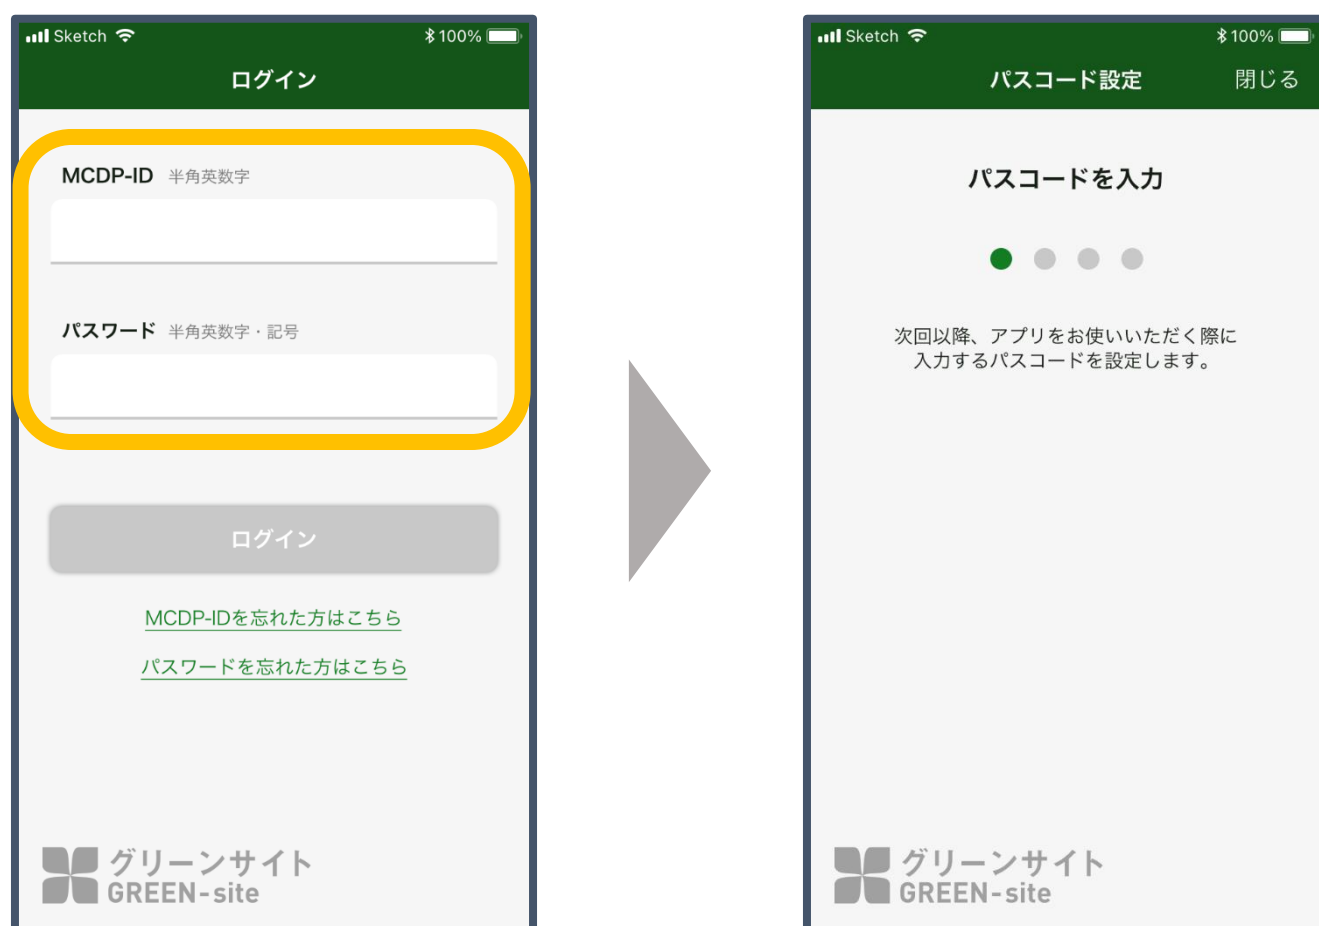 Sketch
100%
ログイン
MCDP-ID 半角英数字
パスワード 半角英数字・記号
ログイン
MCDP-IDを忘れた方はこちら
パスワードを忘れた方はこちら
グリーンサイト
GREEN-site
Sketch
100%
パスコード設定
閉じる
パスコードを入力
次回以降、アプリをお使いいただく際に
入力するパスコードを設定します。
グリーンサイト
GREEN-site